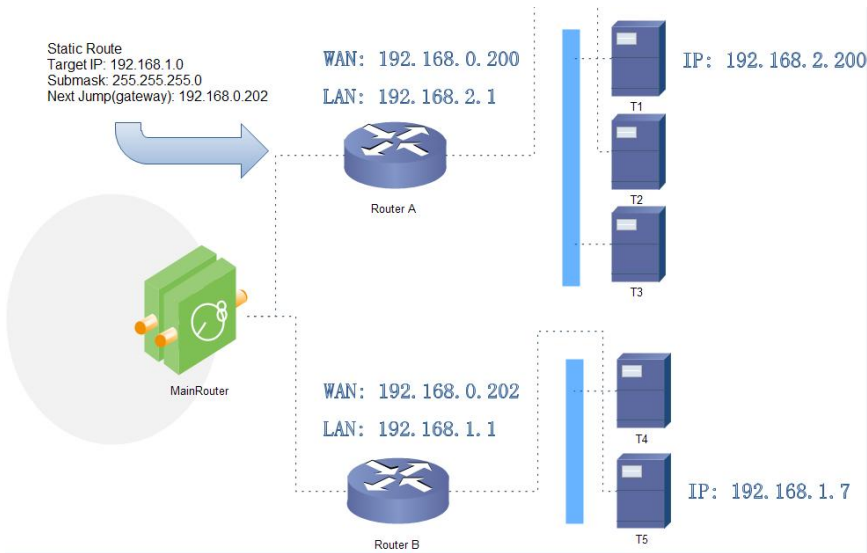 Static Route
Target IP: 192.168.1.0
Submask: 255.255.255.0
Next Jump(gateway): 192.168.0.202
WAN: 192.168.0.200
LAN: 192.168.2.1
Router A
IP: 192.168.2.200
T1
T2
T3
MainRouter
WAN: 192.168.0.202
LAN: 192.168.1.1
Router B
T4
IP: 192.168.1.7
T5